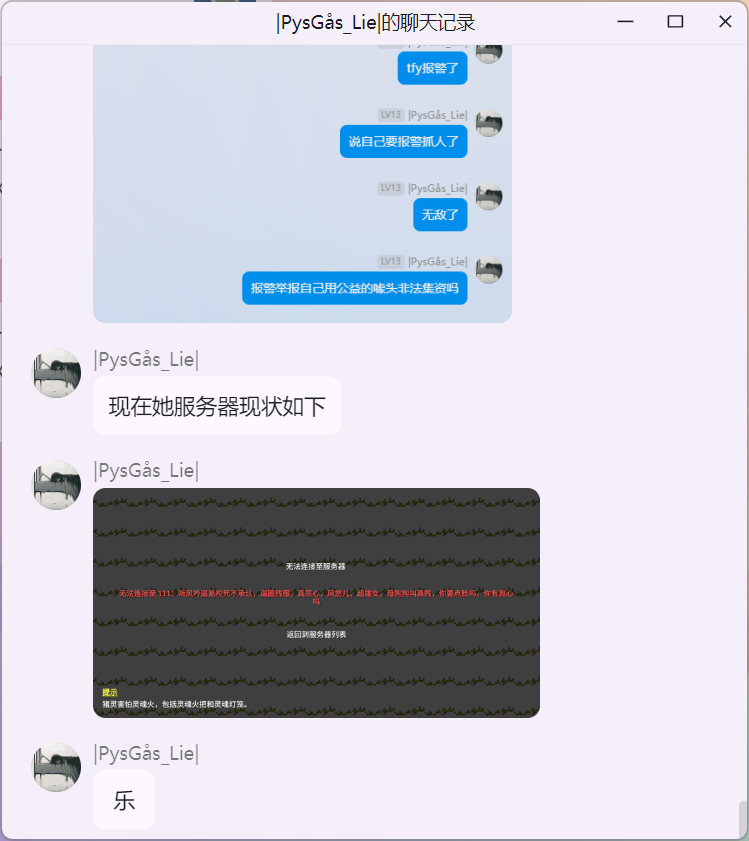 |PysGås_Lie|的聊天记录
tfy报警了
LV13 |PysGås_Lie|
说自己要报警抓人了
LV13 |PysGås_Lie|
无敌了
LV13 |PysGås_Lie|
报警举报自己用公益的噱头非法集资吗
|PysGås_Lie|
现在她服务器现状如下
|PysGås_Lie|
无法连接至服务器
返回到服务器列表
提示
猪灵害怕灵魂火，包括灵魂火把和灵魂灯笼。
|PysGås_Lie|
乐